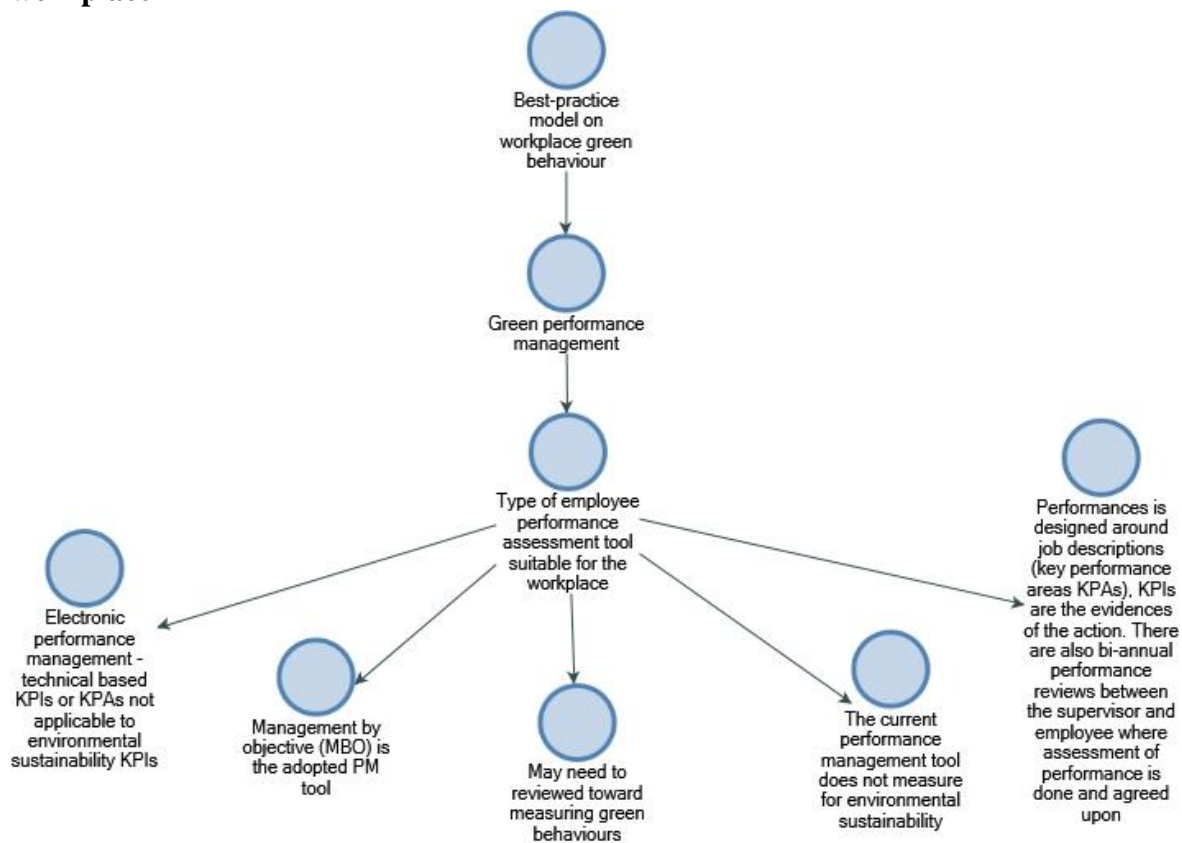 workplace
Best-practice
model on
workplace green
behaviour
Green performance
management
Type of employee
performance
assessment tool
suitable for the
workplace
Electronic
performance
management -
technical based
KPIs or KPAs not
applicable to
environmental
sustainability KPIs
Management by
objective (MBO) is
the adopted PM
tool
May need to
reviewed toward
measuring green
behaviours
The current
performance
management tool
does not measure
for environmental
sustainability
Performances is
designed around
job descriptions
(key performance
areas KPAs), KPIs
are the evidences
of the action. There
are also bi-annual
performance
reviews between
the supervisor and
employee where
assessment of
performance is
done and agreed
upon